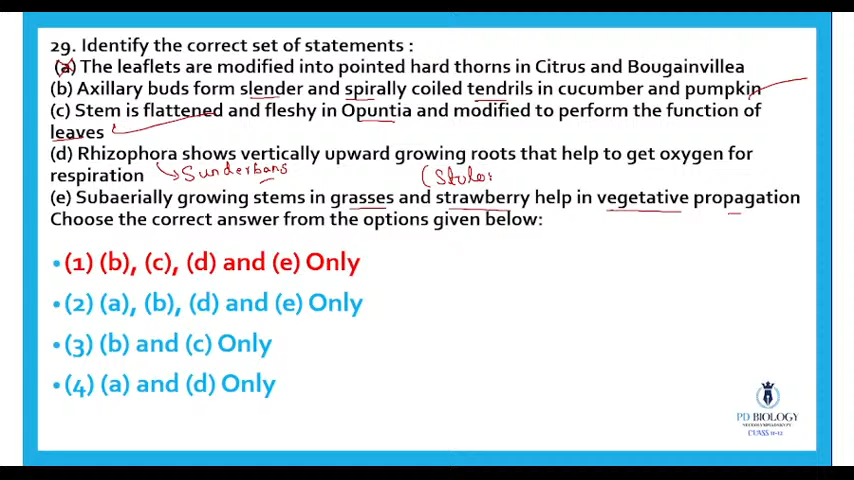 29. Identify the correct set of statements :
(a) The leaflets are modified into pointed hard thorns in Citrus and Bougainvillea
(b) Axillary buds form slender and spirally coiled tendrils in cucumber and pumpkin
(c) Stem is flattened and fleshy in Opuntia and modified to perform the function of
leaves
(d) Rhizophora shows vertically upward growing roots that help to get oxygen for
respiration Sunderbans
(e) Subaerially growing stems in grasses and strawberry help in vegetative propagation
Choose the correct answer from the options given below:
•(1) (b), (c), (d) and (e) Only
•(2) (a), (b), (d) and (e) Only
•(3) (b) and (c) Only
•(4) (a) and (d) Only
PD BIOLOGY
CLASS 11-12